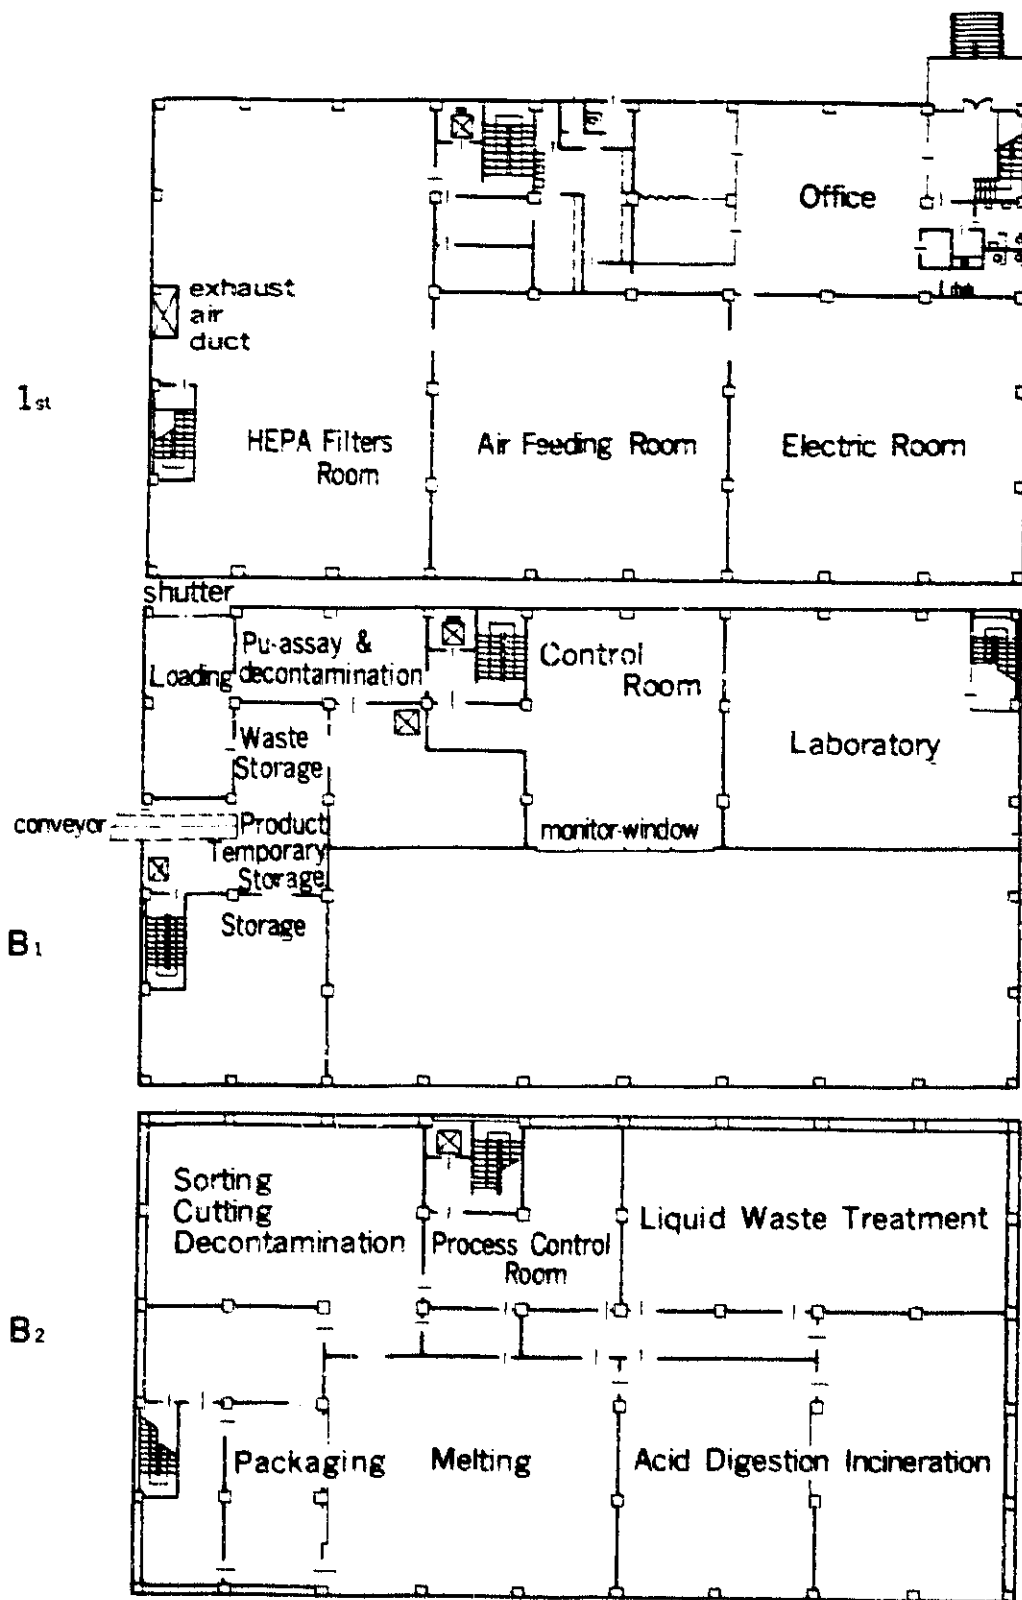 Office
exhaust
air
duct
1st
HEPA Filters
Room
Air Feeding Room
Electric Room
shutter
Pu-assay &
decontamination
Loading
Control
Room
Waste
Storage
Laboratory
conveyor
Product
Temporary
Storage
monitor-window
Storage
B1
Sorting
Cutting
Decontamination
Process Control
Room
Liquid Waste Treatment
B2
Packaging
Melting
Acid Digestion
Incineration